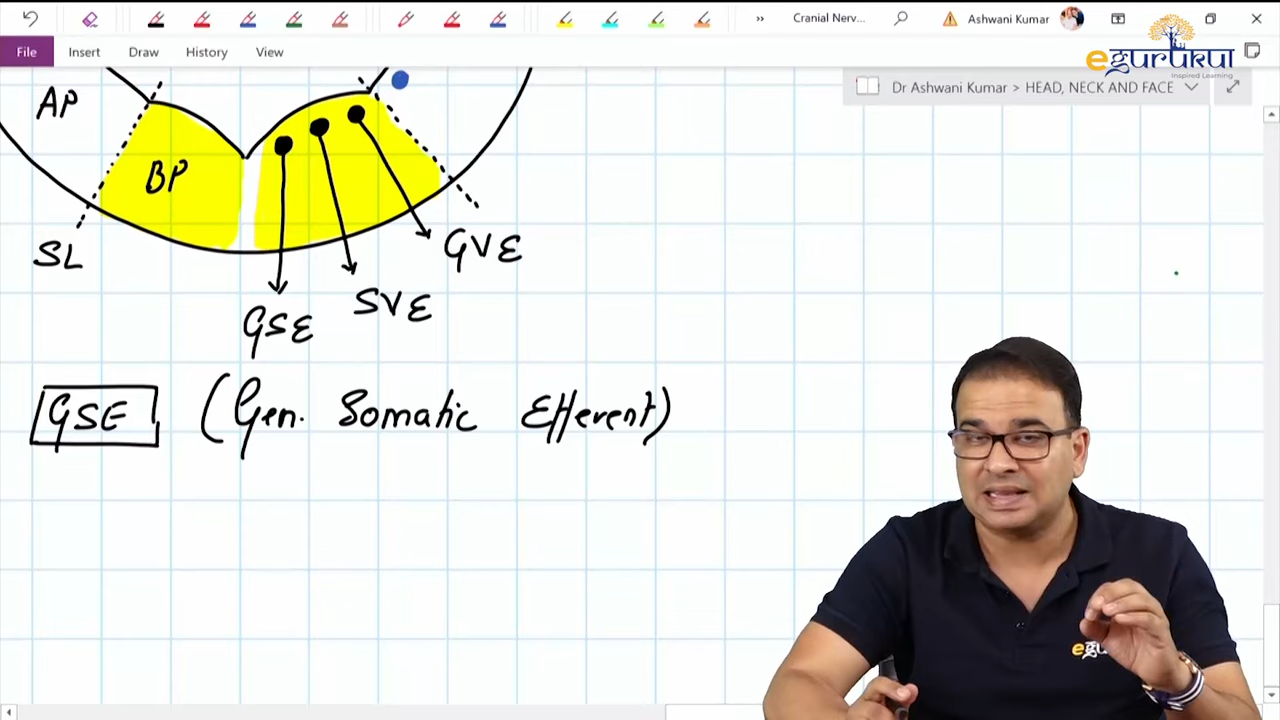 Cranial Nerv...
Ashwani Kumar
File Insert Draw History View
egurukul
Inspired Learning
Dr Ashwani Kumar > HEAD, NECK AND FACE
AP
BP
SL
GVE
SVE
GSE
GSE (Gen. Somatic Efferent)
egu